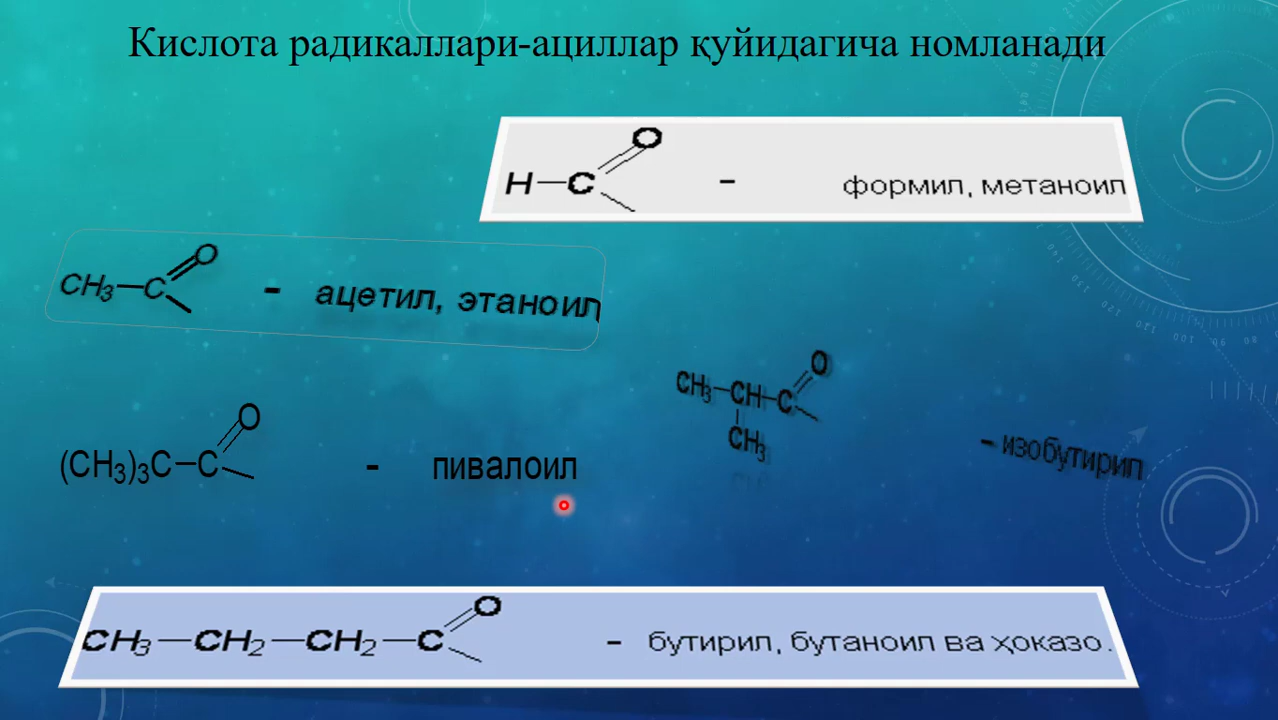 Кислота радикаллари-ациллар қуйидагича номланади
O
H–C - формил, метаноил
O
CH3–C - ацетил, этаноил
O
CH3–CH–C
CH3
- изобутирил
O
(CH3)3C–C - пивалоил
O
CH3–CH2–CH2–C - бутирил, бутаноил ва ҳоказо.